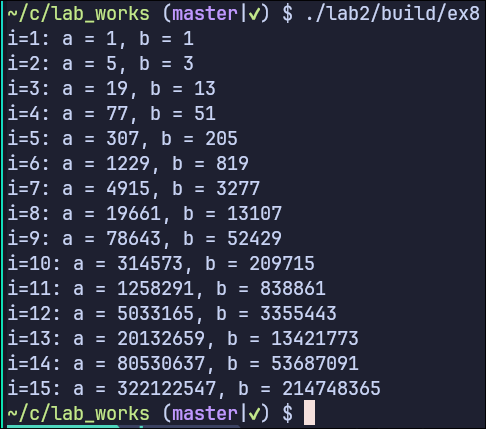 ~/c/lab_works (master|✔) $ ./lab2/build/ex8
i=1: a = 1, b = 1
i=2: a = 5, b = 3
i=3: a = 19, b = 13
i=4: a = 77, b = 51
i=5: a = 307, b = 205
i=6: a = 1229, b = 819
i=7: a = 4915, b = 3277
i=8: a = 19661, b = 13107
i=9: a = 78643, b = 52429
i=10: a = 314573, b = 209715
i=11: a = 1258291, b = 838861
i=12: a = 5033165, b = 3355443
i=13: a = 20132659, b = 13421773
i=14: a = 80530637, b = 53687091
i=15: a = 322122547, b = 214748365
~/c/lab_works (master|✔) $